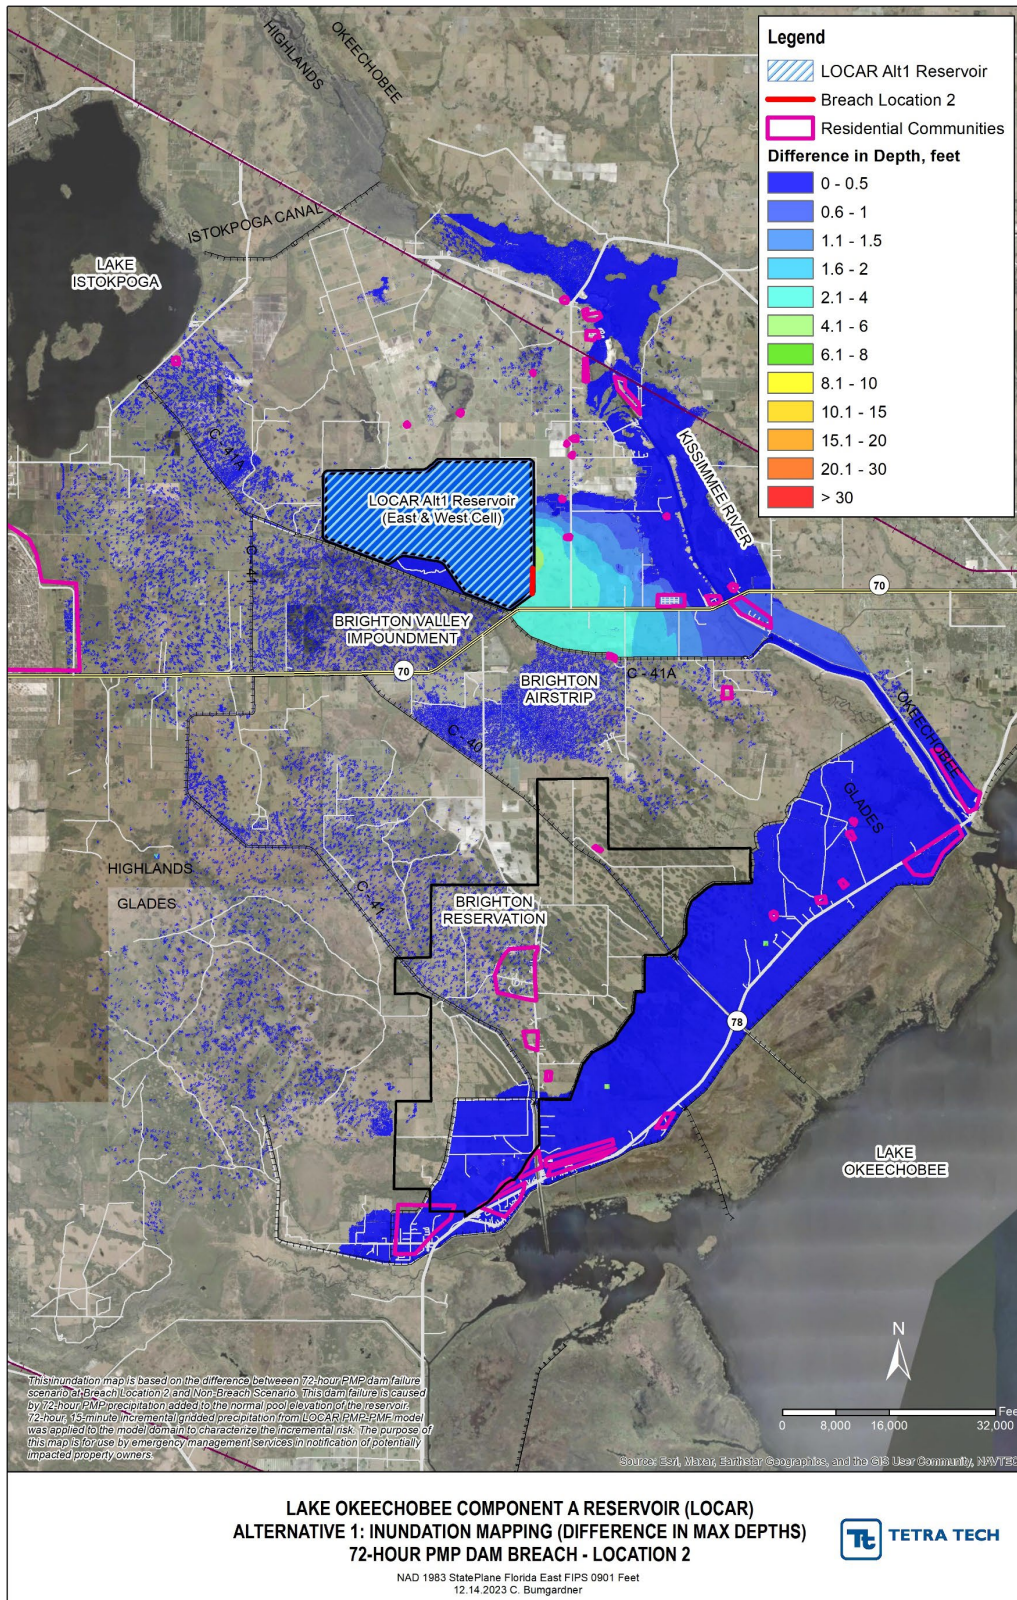 HIGHLANDS
OKEECHOBEE
Legend
LOCAR Alt1 Reservoir
Breach Location 2
Residential Communities
Difference in Depth, feet
0 - 0.5
0.6 - 1
1.1 - 1.5
1.6 - 2
2.1 - 4
4.1 - 6
6.1 - 8
8.1 - 10
10.1 - 15
15.1 - 20
20.1 - 30
> 30
ISTOKPOGA CANAL
LAKE
ISTOKPOGA
C - 41A
KISSIMMEE RIVER
LOCAR Alt1 Reservoir
(East & West Cell)
C - 41
70
BRIGHTON VALLEY
IMPOUNDMENT
70
C - 41A
BRIGHTON
AIRSTRIP
OKEECHOBEE
C - 40
GLADES
HIGHLANDS
GLADES
C - 41
BRIGHTON
RESERVATION
78
LAKE
OKEECHOBEE
N
This inundation map is based on the difference betweeen 72-hour PMP dam failure
scenario at Breach Location 2 and Non-Breach Scenario. This dam failure is caused
by 72-hour PMP precipitation added to the normal pool elevation of the reservoir.
72-hour, 15-minute incremental gridded precipitation from LOCAR PMP-PMF model
was applied to the model domain to characterize the incremental risk. The purpose of
this map is for use by emergency management services in notification of potentially
impacted property owners.
Fee
0 8,000 16,000 32,000
Source: Esri, Maxar, Earthstar Geographics, and the GIS User Community, NAVTEQ
LAKE OKEECHOBEE COMPONENT A RESERVOIR (LOCAR)
ALTERNATIVE 1: INUNDATION MAPPING (DIFFERENCE IN MAX DEPTHS)
72-HOUR PMP DAM BREACH - LOCATION 2
NAD 1983 StatePlane Florida East FIPS 0901 Feet
12.14.2023 C. Bumgardner
Tt TETRA TECH